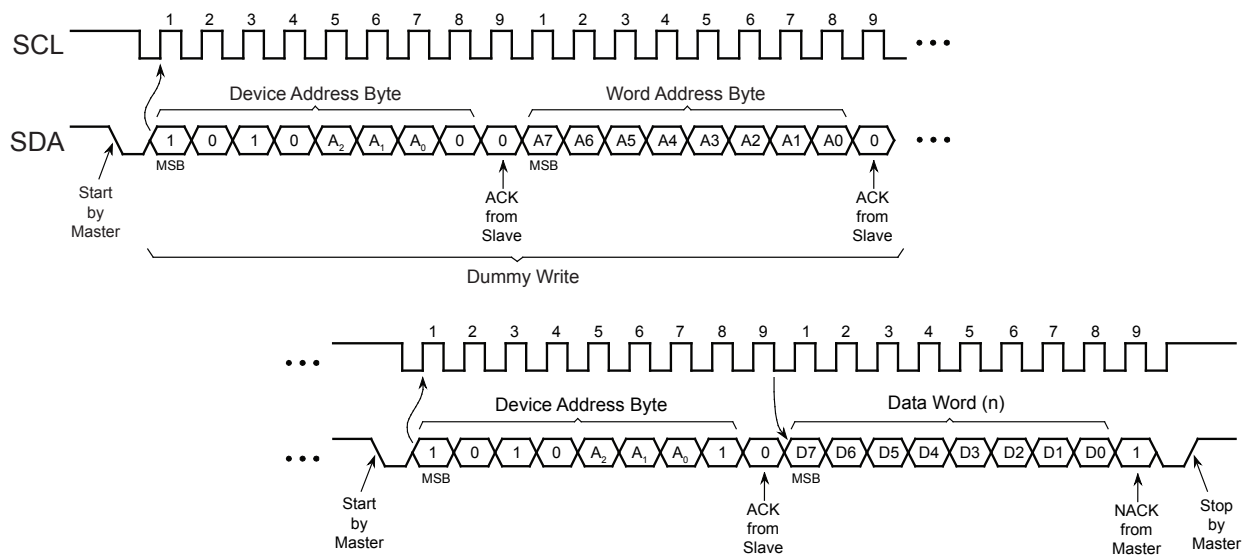 1 2 3 4 5 6 7 8 9 1 2 3 4 5 6 7 8 9
SCL
Device Address Byte Word Address Byte
SDA 1 0 1 0 A₂ A₁ A₀ 0 0 A7 A6 A5 A4 A3 A2 A1 A0 0
MSB MSB
Start
by
Master
ACK
from
Slave
ACK
from
Slave
Dummy Write
1 2 3 4 5 6 7 8 9 1 2 3 4 5 6 7 8 9
Device Address Byte Data Word (n)
1 0 1 0 A₂ A₁ A₀ 1 0 D7 D6 D5 D4 D3 D2 D1 D0 1
MSB MSB
Start
by
Master
ACK
from
Slave
NACK
from
Master
Stop
by
Master